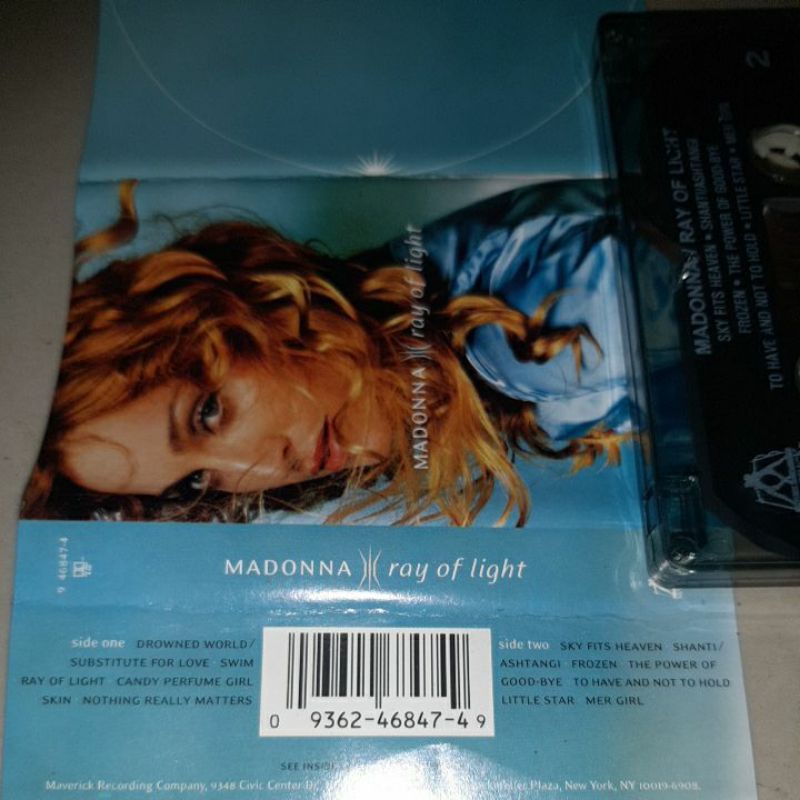 MADONNA ray of light
MADONNA ray of light
9 46847-4
side one DROWNED WORLD/
SUBSTITUTE FOR LOVE SWIM
RAY OF LIGHT CANDY PERFUME GIRL
SKIN NOTHING REALLY MATTERS
0 9362-46847-4 9
side two SKY FITS HEAVEN SHANTI/
ASHTANGI FROZEN THE POWER OF
GOOD-BYE TO HAVE AND NOT TO HOLD
LITTLE STAR MER GIRL
SEE INSIDE
Maverick Recording Company, 9348 Civic Center Dr. Plaza, New York, NY 10019-6908.
2
MADONNA / RAY OF LIGHT
SKY FITS HEAVEN • SHANTI/ASHTANGI
FROZEN • THE POWER OF GOOD-BYE
TO HAVE AND NOT TO HOLD • LITTLE STAR • MER GIRL